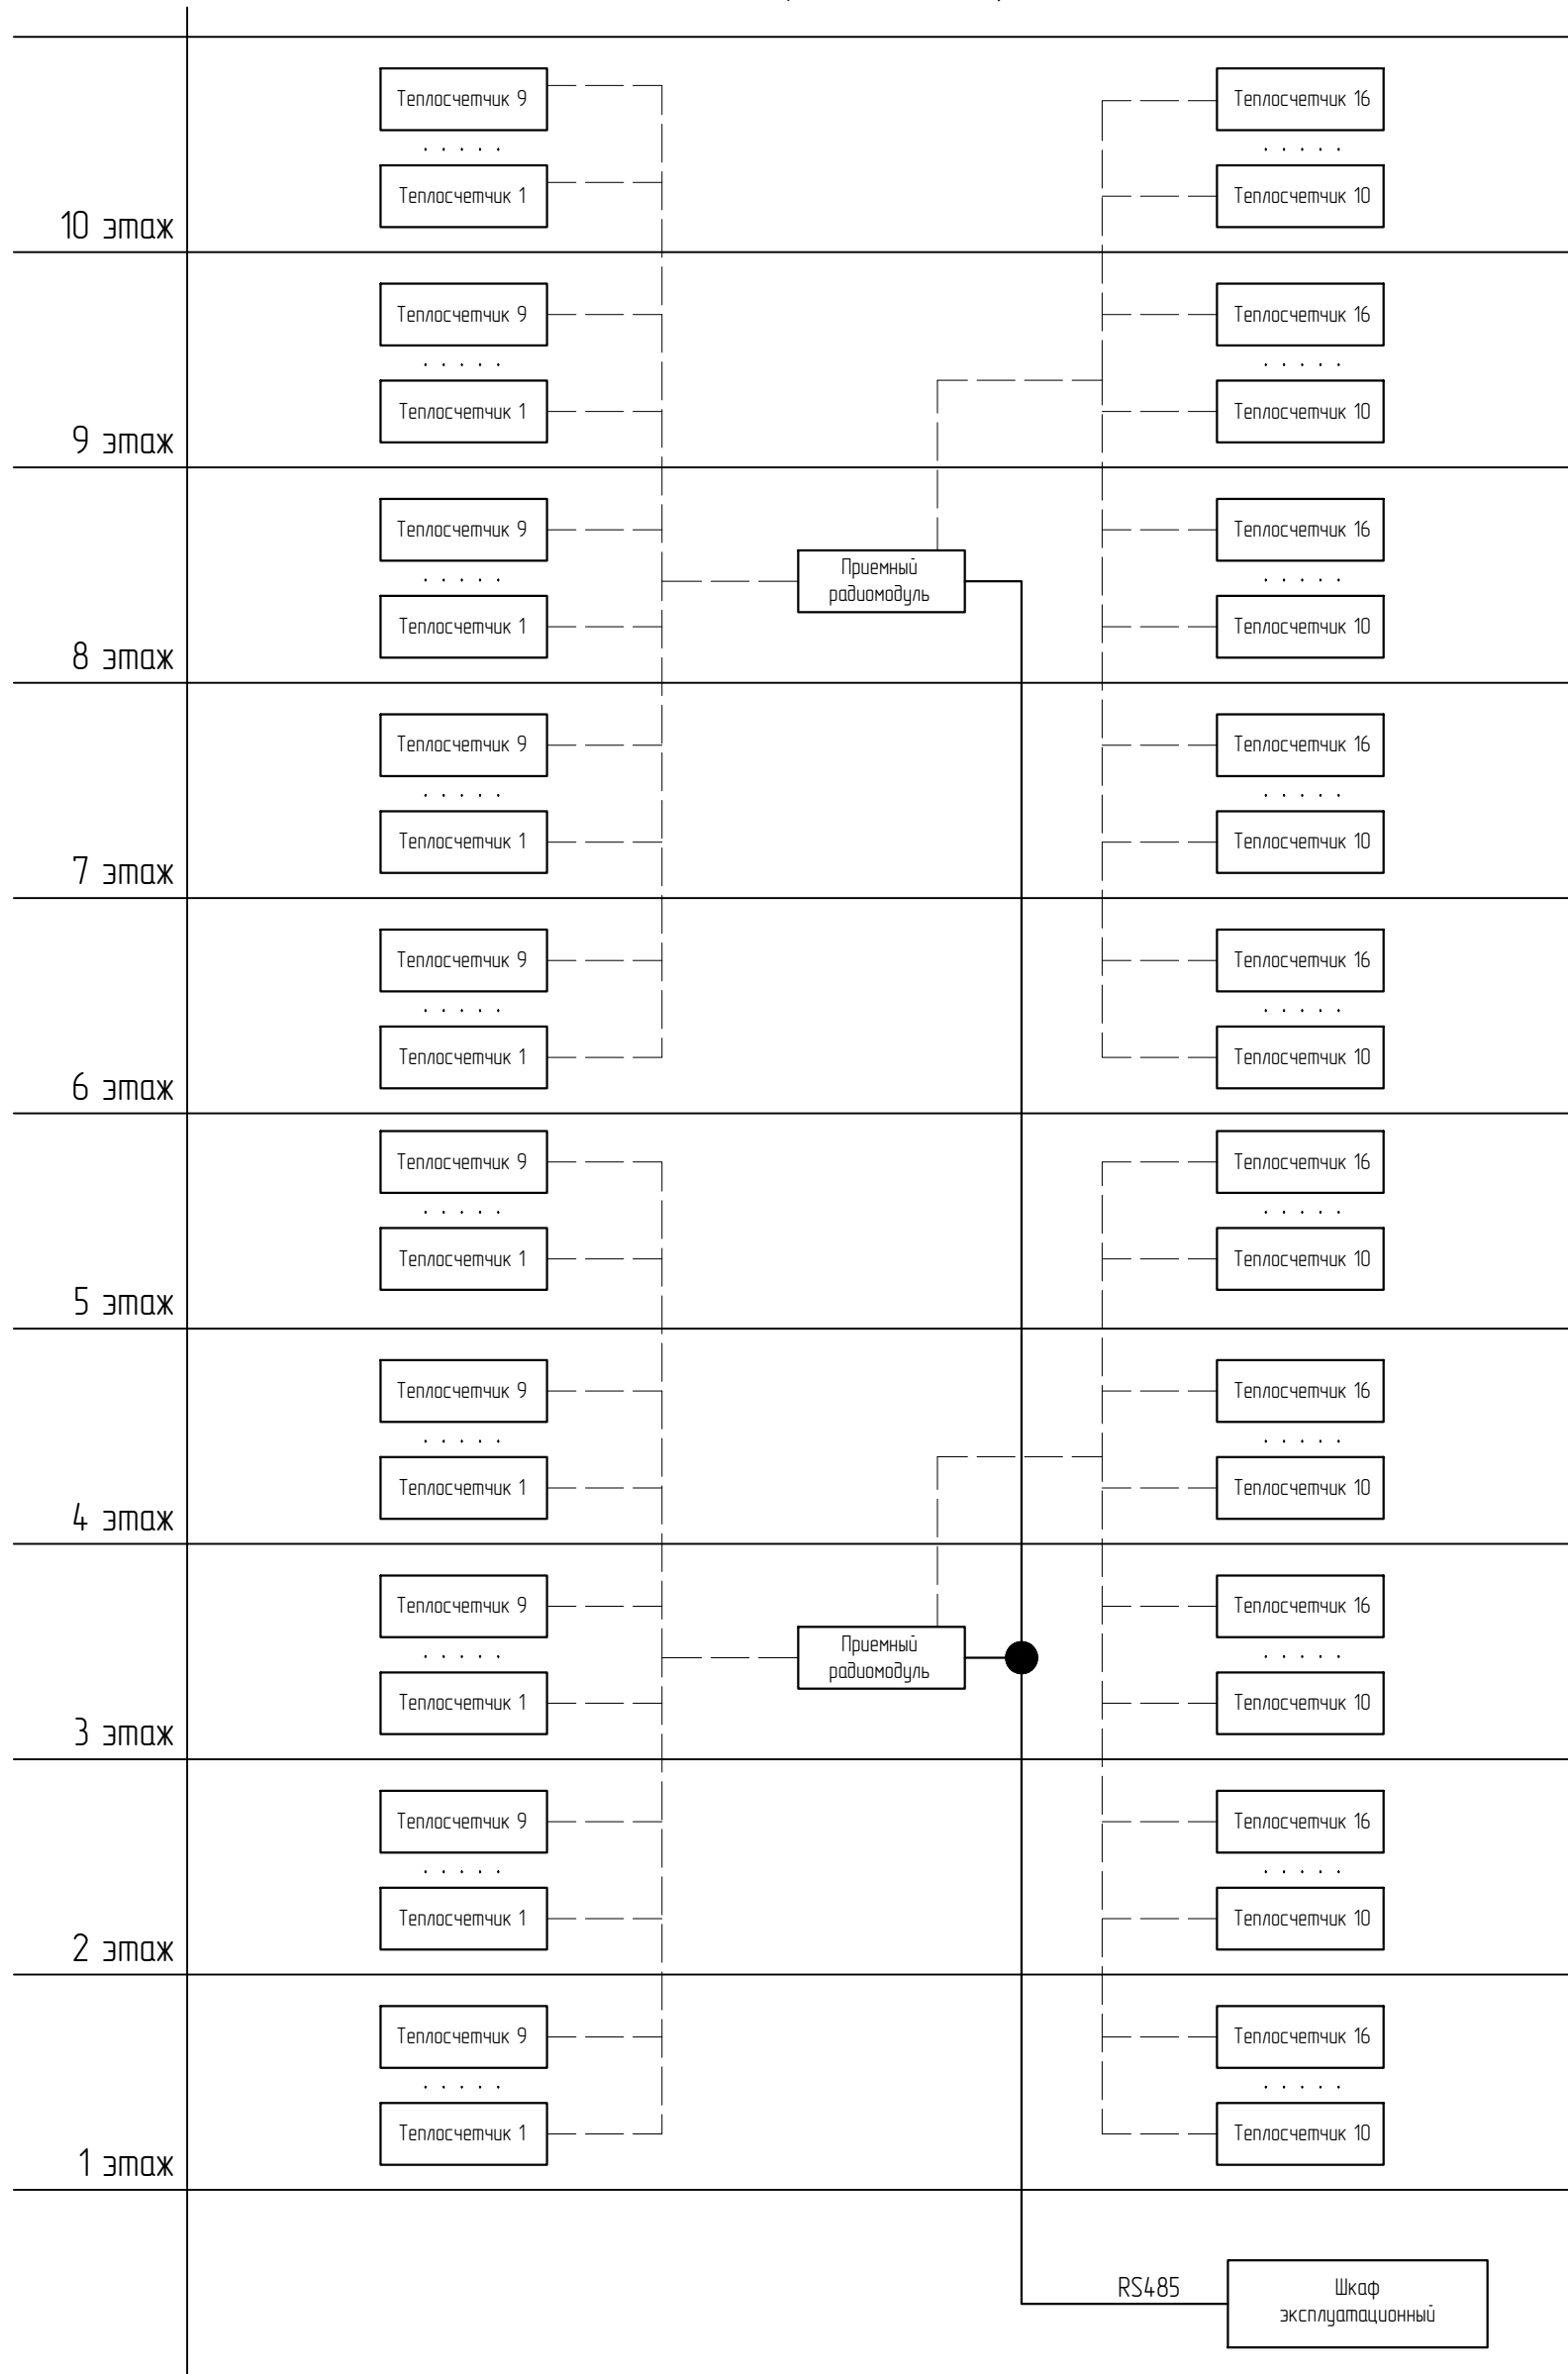 Теплосчетчик 9
Теплосчетчик 16
. . . . .
. . . . .
Теплосчетчик 1
Теплосчетчик 10
10 этаж
Теплосчетчик 9
Теплосчетчик 16
. . . . .
. . . . .
Теплосчетчик 1
Теплосчетчик 10
9 этаж
Теплосчетчик 9
Теплосчетчик 16
. . . . .
. . . . .
Приемный
радиомодуль
Теплосчетчик 1
Теплосчетчик 10
8 этаж
Теплосчетчик 9
Теплосчетчик 16
. . . . .
. . . . .
Теплосчетчик 1
Теплосчетчик 10
7 этаж
Теплосчетчик 9
Теплосчетчик 16
. . . . .
. . . . .
Теплосчетчик 1
Теплосчетчик 10
6 этаж
Теплосчетчик 9
Теплосчетчик 16
. . . . .
. . . . .
Теплосчетчик 1
Теплосчетчик 10
5 этаж
Теплосчетчик 9
Теплосчетчик 16
. . . . .
. . . . .
Теплосчетчик 1
Теплосчетчик 10
4 этаж
Теплосчетчик 9
Теплосчетчик 16
. . . . .
. . . . .
Приемный
радиомодуль
Теплосчетчик 1
Теплосчетчик 10
3 этаж
Теплосчетчик 9
Теплосчетчик 16
. . . . .
. . . . .
Теплосчетчик 1
Теплосчетчик 10
2 этаж
Теплосчетчик 9
Теплосчетчик 16
. . . . .
. . . . .
Теплосчетчик 1
Теплосчетчик 10
1 этаж
RS485
Шкаф
эксплуатационный